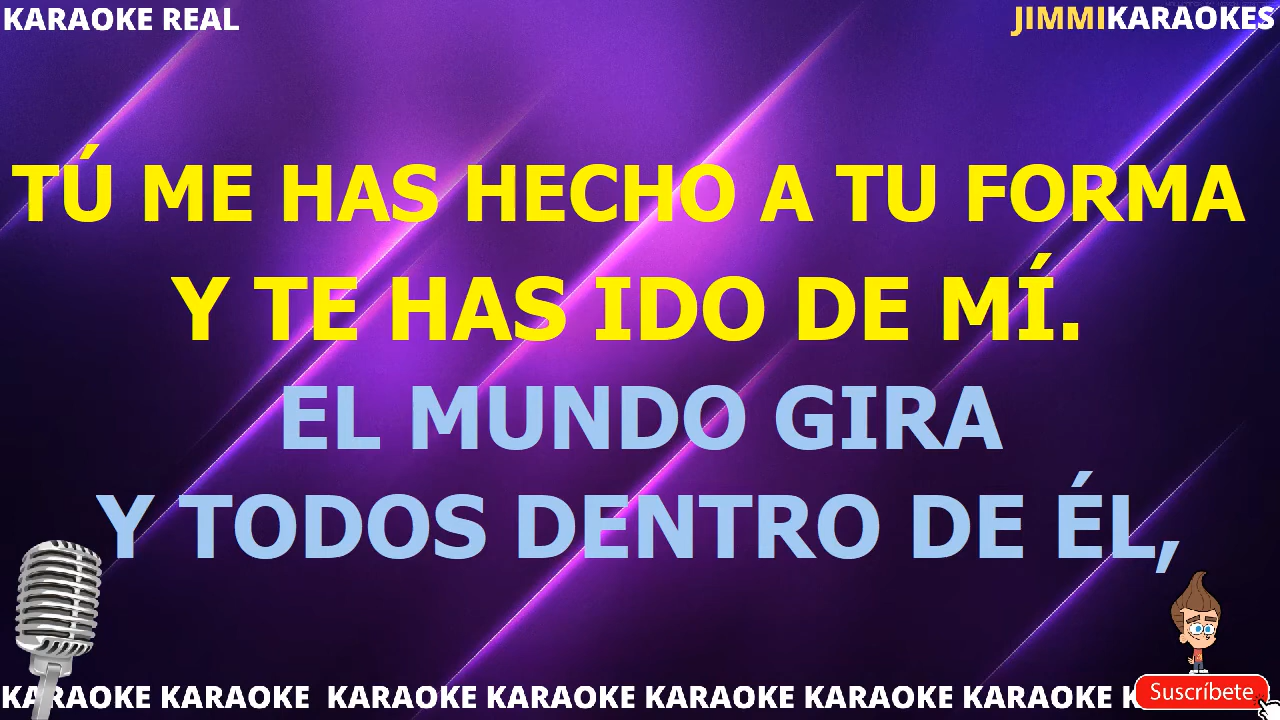 KARAOKE REAL
JIMMIKARAOKES
TÚ ME HAS HECHO A TU FORMA
Y TE HAS IDO DE MÍ.
EL MUNDO GIRA
Y TODOS DENTRO DE ÉL,
KARAOKE KARAOKE KARAOKE KARAOKE KARAOKE KARAOKE KARAOKE K
Suscríbete